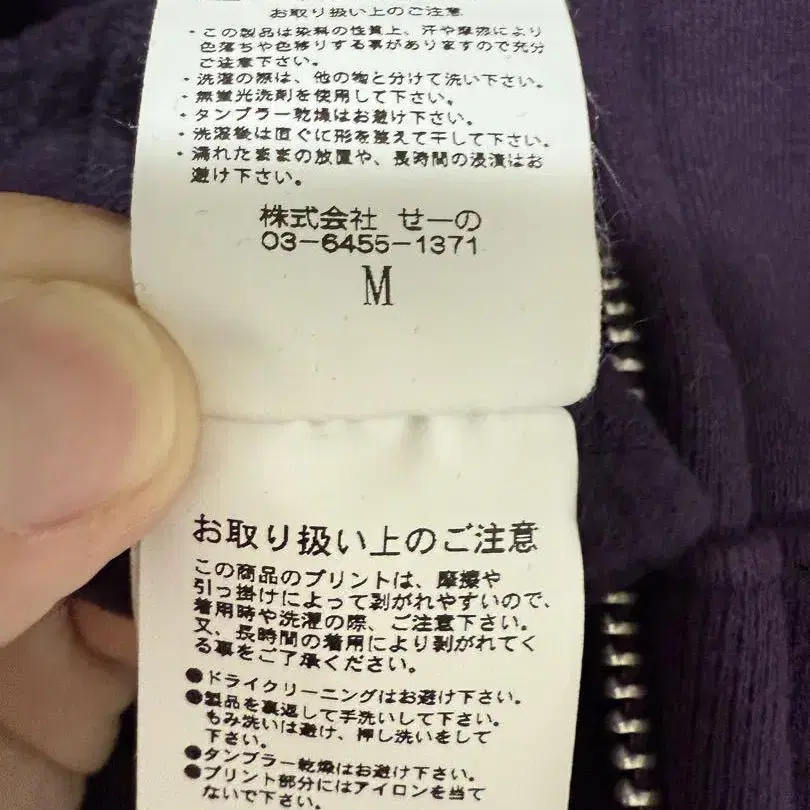 お取り扱い上のご注意
・この製品は染料の性質上、汗や摩擦により
色落ちや色移りする事がありますので充分
ご注意下さい。
・洗濯の際は、他の物と分けて洗い下さい。
・無蛍光洗剤を使用して下さい。
・タンブラー乾燥はお避け下さい。
・洗濯後は直ぐに形を整えて干して下さい。
・濡れたままの放置や、長時間の浸漬はお
避け下さい。
株式会社 せーの
03-6455-1371
M
お取り扱い上のご注意
この商品のプリントは、摩擦や
引っ掛けによって剥がれやすいので、
着用時や洗濯の際、ご注意下さい。
又、長時間の着用により剥がれてく
る事をご了承ください。
●ドライクリーニングはお避け下さい。
●製品を裏返して手洗いして下さい。
もみ洗いは避け、押し洗いをして
下さい。
●タンブラー乾燥はお避け下さい。
●プリント部分にはアイロンを当て
ないで下さい。